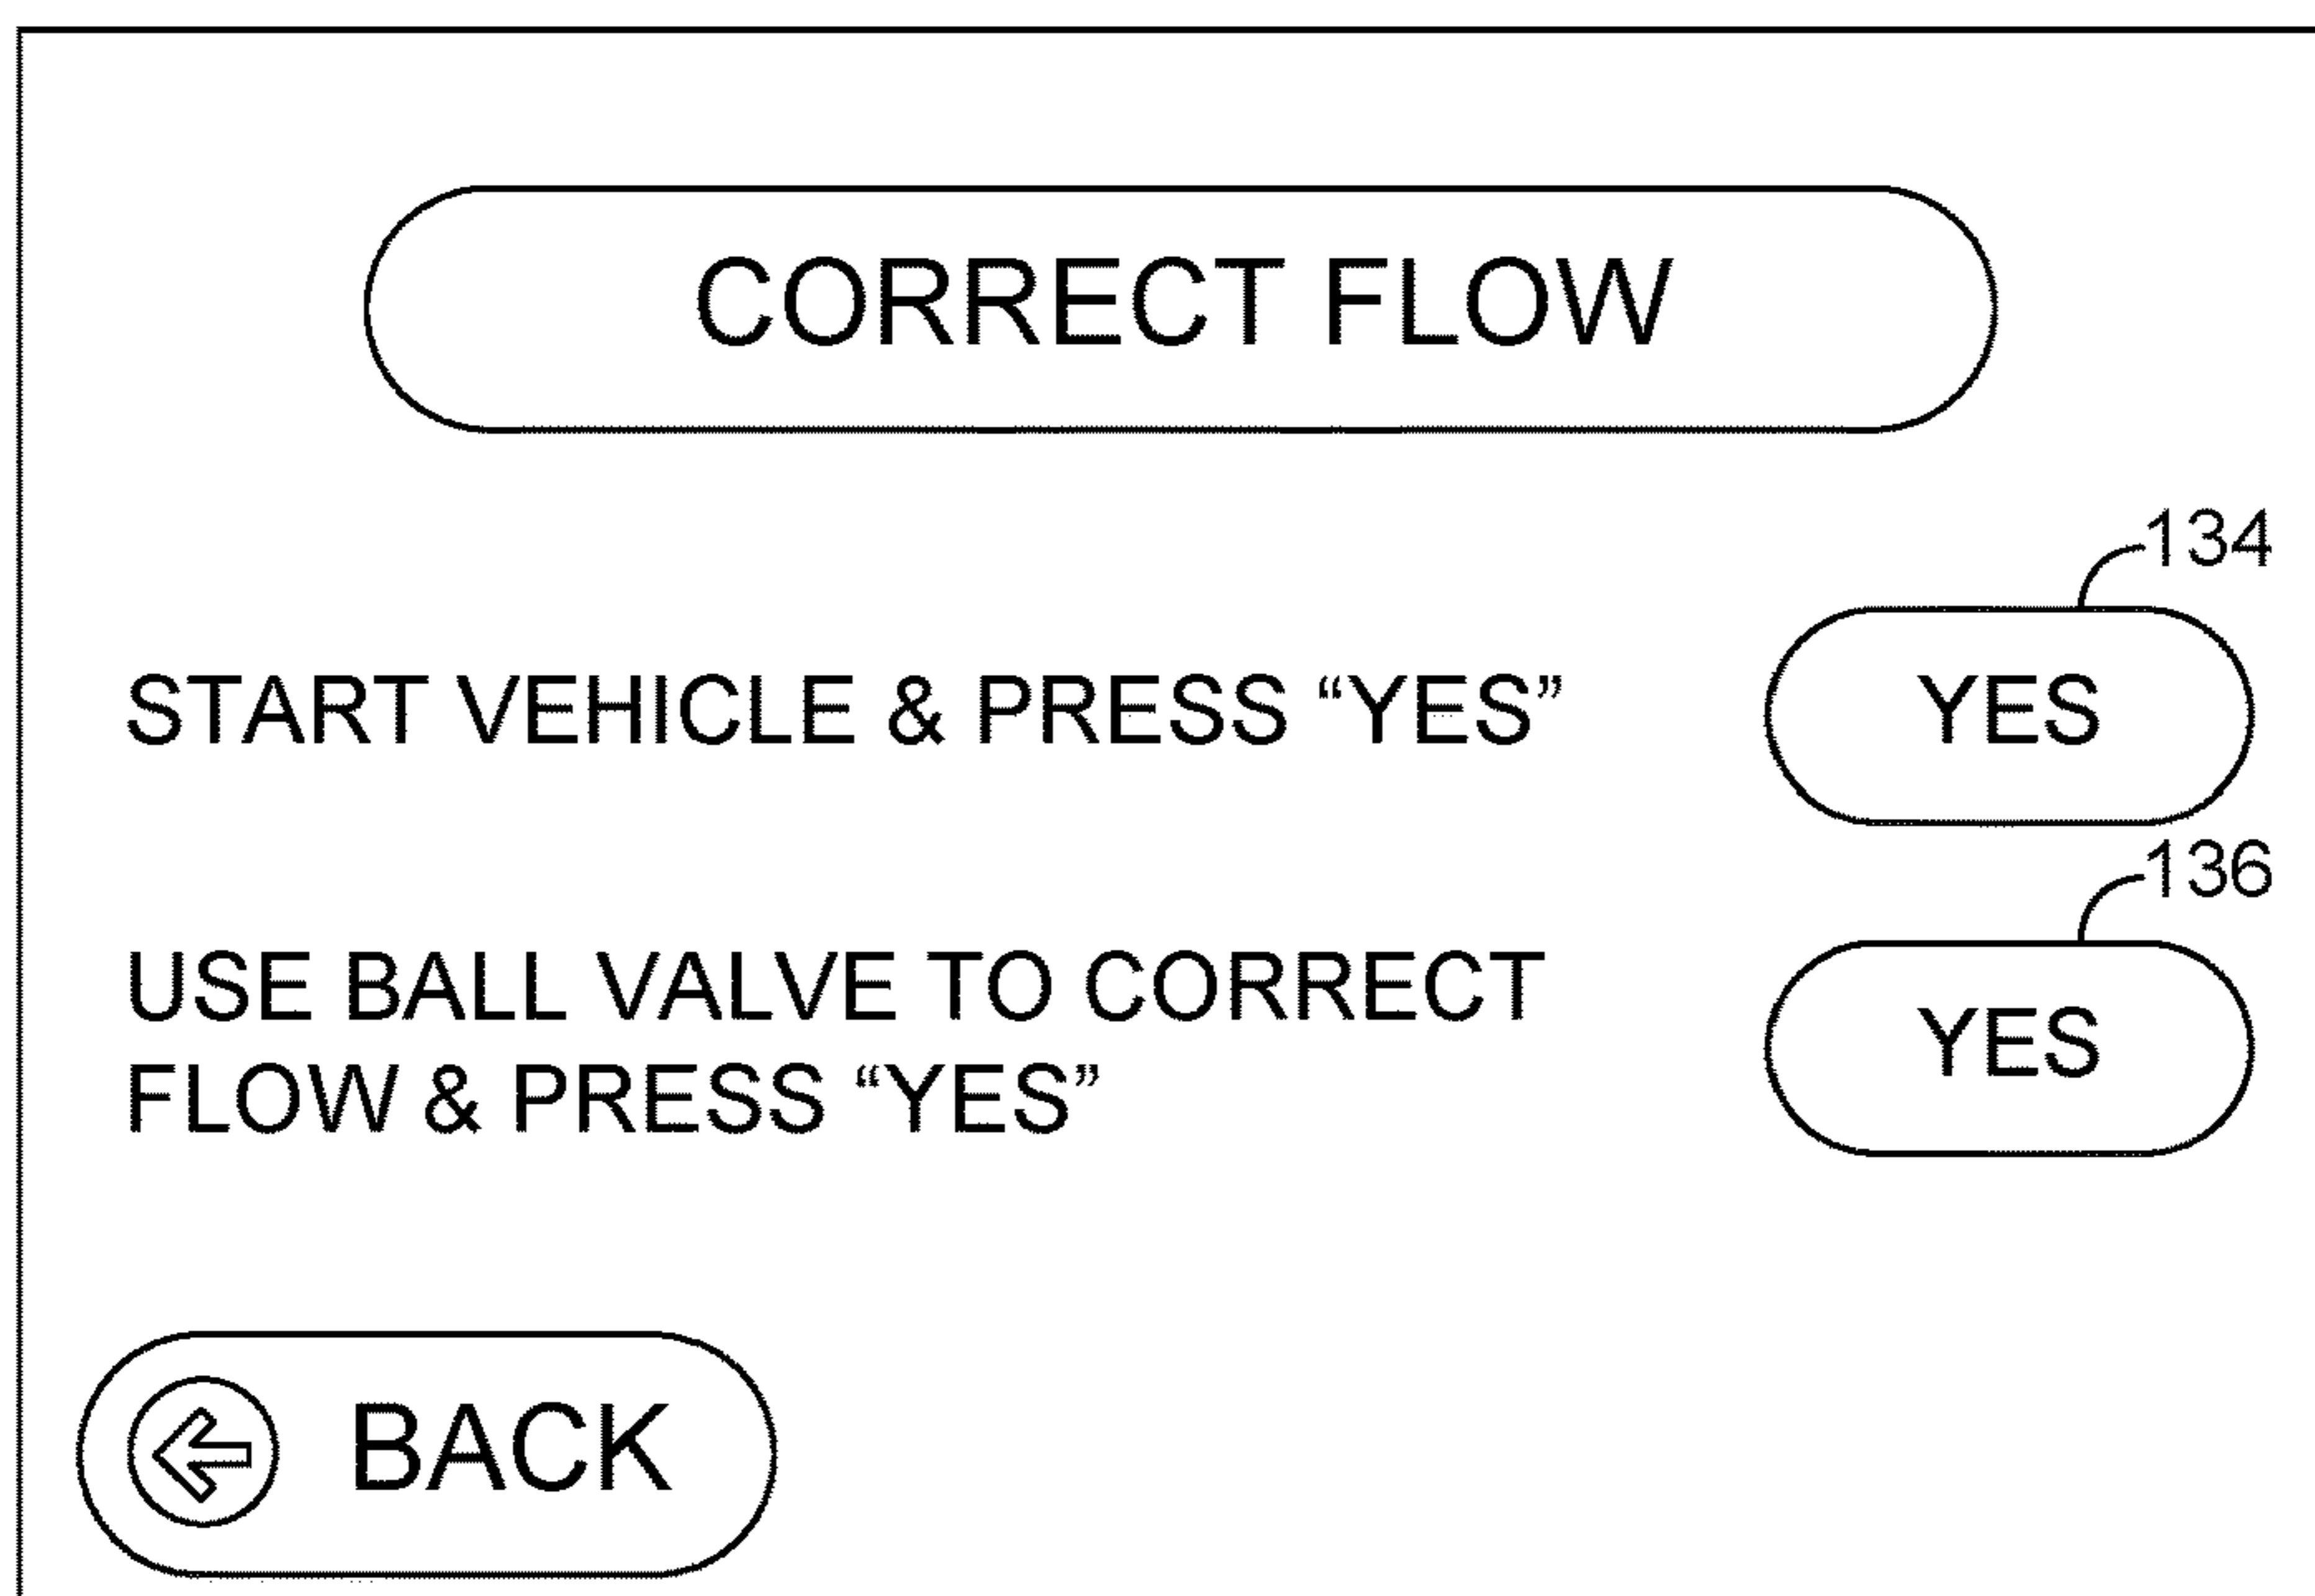 CORRECT FLOW
134
START VEHICLE & PRESS “YES”
YES
136
USE BALL VALVE TO CORRECT
FLOW & PRESS “YES”
YES
BACK